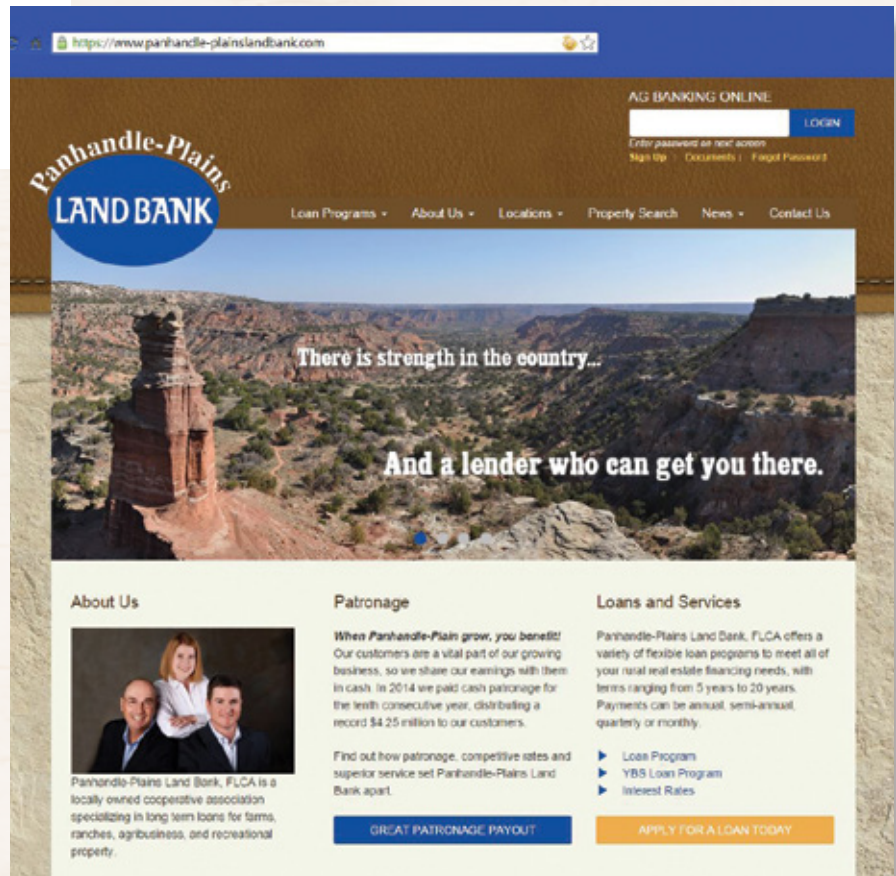 https://www.panhandle-plainslandbank.com
AG BANKING ONLINE
LOGIN
Enter password on next screen
Sign Up | Documents | Forgot Password
Panhandle-Plains
LAND BANK
Loan Programs
About Us
Locations
Property Search
News
Contact Us
There is strength in the country...
And a lender who can get you there.
About Us
Panhandle-Plains Land Bank, FLCA is a
locally owned cooperative association
specializing in long term loans for farms,
ranches, agribusiness, and recreational
property.
Patronage
When Panhandle-Plain grow, you benefit!
Our customers are a vital part of our growing
business, so we share our earnings with them
in cash. In 2014 we paid cash patronage for
the tenth consecutive year, distributing a
record $4.25 million to our customers.
Find out how patronage, competitive rates and
superior service set Panhandle-Plains Land
Bank apart.
GREAT PATRONAGE PAYOUT
Loans and Services
Panhandle-Plains Land Bank, FLCA offers a
variety of flexible loan programs to meet all of
your rural real estate financing needs, with
terms ranging from 5 years to 20 years.
Payments can be annual, semi-annual,
quarterly or monthly.
Loan Program
YBS Loan Program
Interest Rates
APPLY FOR A LOAN TODAY